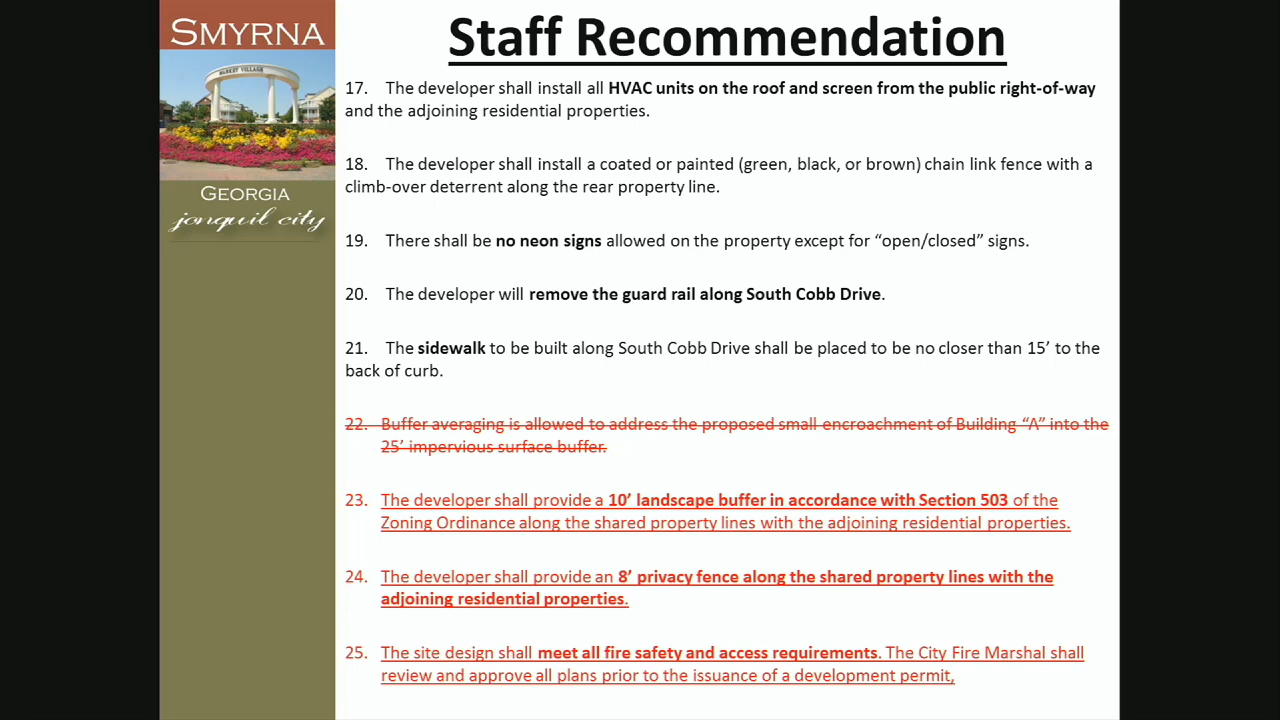 SMYRNA
MARKET VILLAGE
GEORGIA
jonquil city
Staff Recommendation
17. The developer shall install all HVAC units on the roof and screen from the public right-of-way
and the adjoining residential properties.
18. The developer shall install a coated or painted (green, black, or brown) chain link fence with a
climb-over deterrent along the rear property line.
19. There shall be no neon signs allowed on the property except for “open/closed” signs.
20. The developer will remove the guard rail along South Cobb Drive.
21. The sidewalk to be built along South Cobb Drive shall be placed to be no closer than 15’ to the
back of curb.
22. Buffer averaging is allowed to address the proposed small encroachment of Building “A” into the
25’ impervious surface buffer.
23. The developer shall provide a 10’ landscape buffer in accordance with Section 503 of the
Zoning Ordinance along the shared property lines with the adjoining residential properties.
24. The developer shall provide an 8’ privacy fence along the shared property lines with the
adjoining residential properties.
25. The site design shall meet all fire safety and access requirements. The City Fire Marshal shall
review and approve all plans prior to the issuance of a development permit,